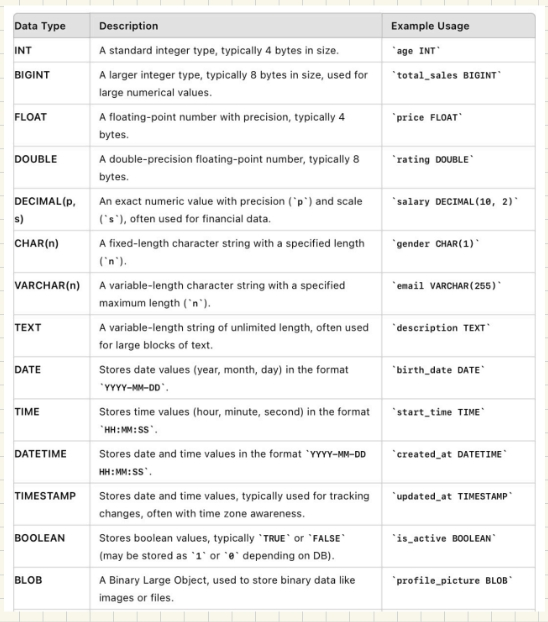 Data Type Description Example Usage
INT A standard integer type, typically 4 bytes in size. `age INT`
BIGINT A larger integer type, typically 8 bytes in size, used for `total_sales BIGINT`
large numerical values.
FLOAT A floating-point number with precision, typically 4 `price FLOAT`
bytes.
DOUBLE A double-precision floating-point number, typically 8 `rating DOUBLE`
bytes.
DECIMAL(p, An exact numeric value with precision (`p`) and scale `salary DECIMAL(10, 2)`
s) (`s`), often used for financial data.
CHAR(n) A fixed-length character string with a specified length `gender CHAR(1)`
(`n`).
VARCHAR(n) A variable-length character string with a specified `email VARCHAR(255)`
maximum length (`n`).
TEXT A variable-length string of unlimited length, often used `description TEXT`
for large blocks of text.
DATE Stores date values (year, month, day) in the format `birth_date DATE`
`YYYY-MM-DD`.
TIME Stores time values (hour, minute, second) in the format `start_time TIME`
`HH:MM:SS`.
DATETIME Stores date and time values in the format `YYYY-MM-DD `created_at DATETIME`
HH:MM:SS`.
TIMESTAMP Stores date and time values, typically used for tracking `updated_at TIMESTAMP`
changes, often with time zone awareness.
BOOLEAN Stores boolean values, typically `TRUE` or `FALSE` `is_active BOOLEAN`
(may be stored as `1` or `0` depending on DB).
BLOB A Binary Large Object, used to store binary data like `profile_picture BLOB`
images or files.